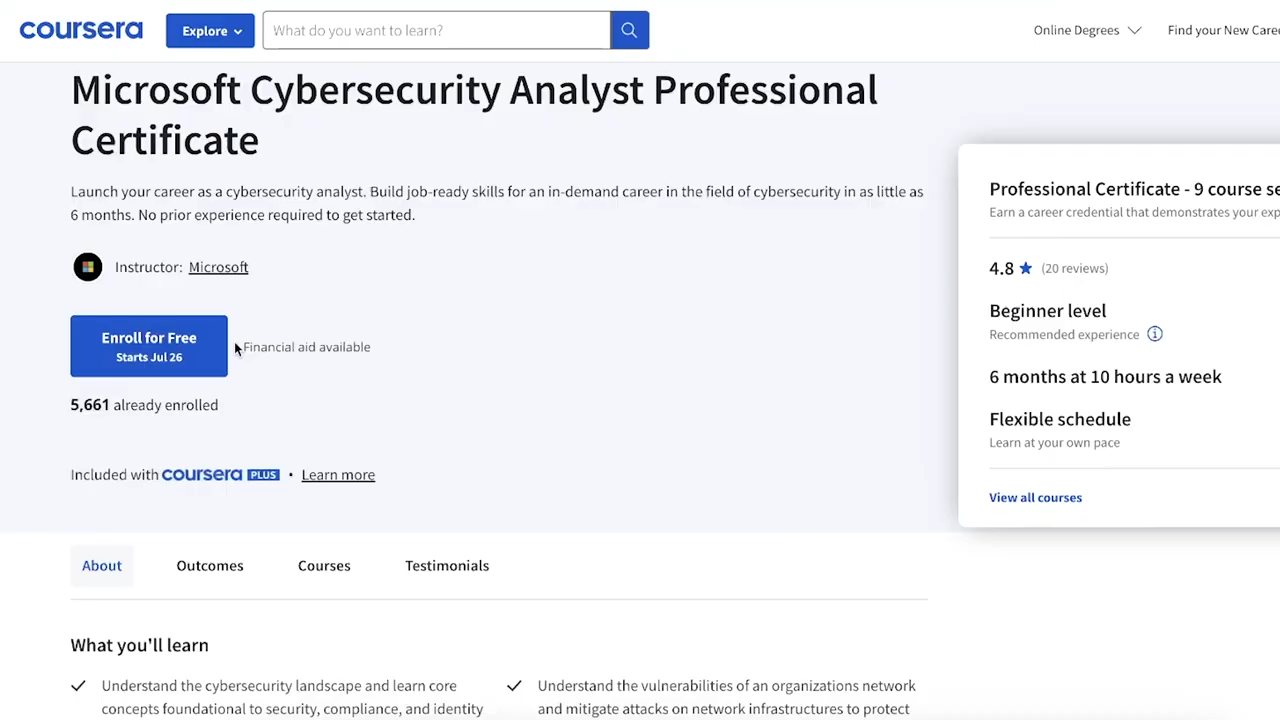 coursera
Explore
What do you want to learn?
Online Degrees
Find your New
Microsoft Cybersecurity Analyst Professional
Certificate
Launch your career as a cybersecurity analyst. Build job-ready skills for an in-demand career in the field of cybersecurity in as little as
6 months. No prior experience required to get started.
Instructor: Microsoft
Enroll for Free
Starts Jul 26
Financial aid available
5,661 already enrolled
Included with coursera PLUS • Learn more
Professional Certificate - 9 course
Earn a career credential that demonstrates your
4.8 ★ (20 reviews)
Beginner level
Recommended experience
6 months at 10 hours a week
Flexible schedule
Learn at your own pace
View all courses
About
Outcomes
Courses
Testimonials
What you'll learn
Understand the cybersecurity landscape and learn core
concepts foundational to security, compliance, and identity
Understand the vulnerabilities of an organizations network
and mitigate attacks on network infrastructures to protect